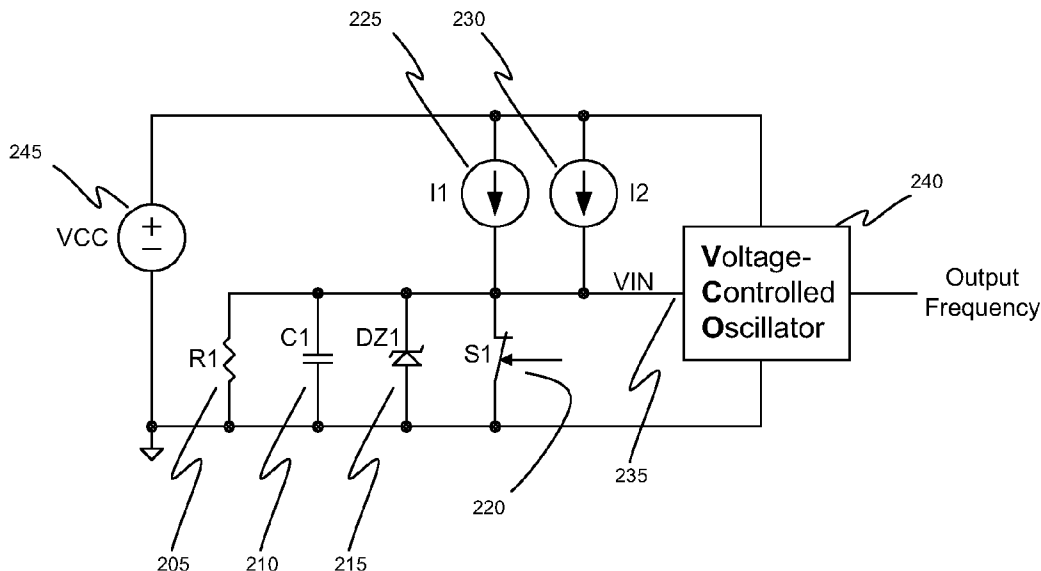 225
230
245
I1
I2
240
VCC
+
−
VIN
Voltage-
Controlled
Oscillator
Output
Frequency
R1
C1
DZ1
S1
235
220
205
210
215